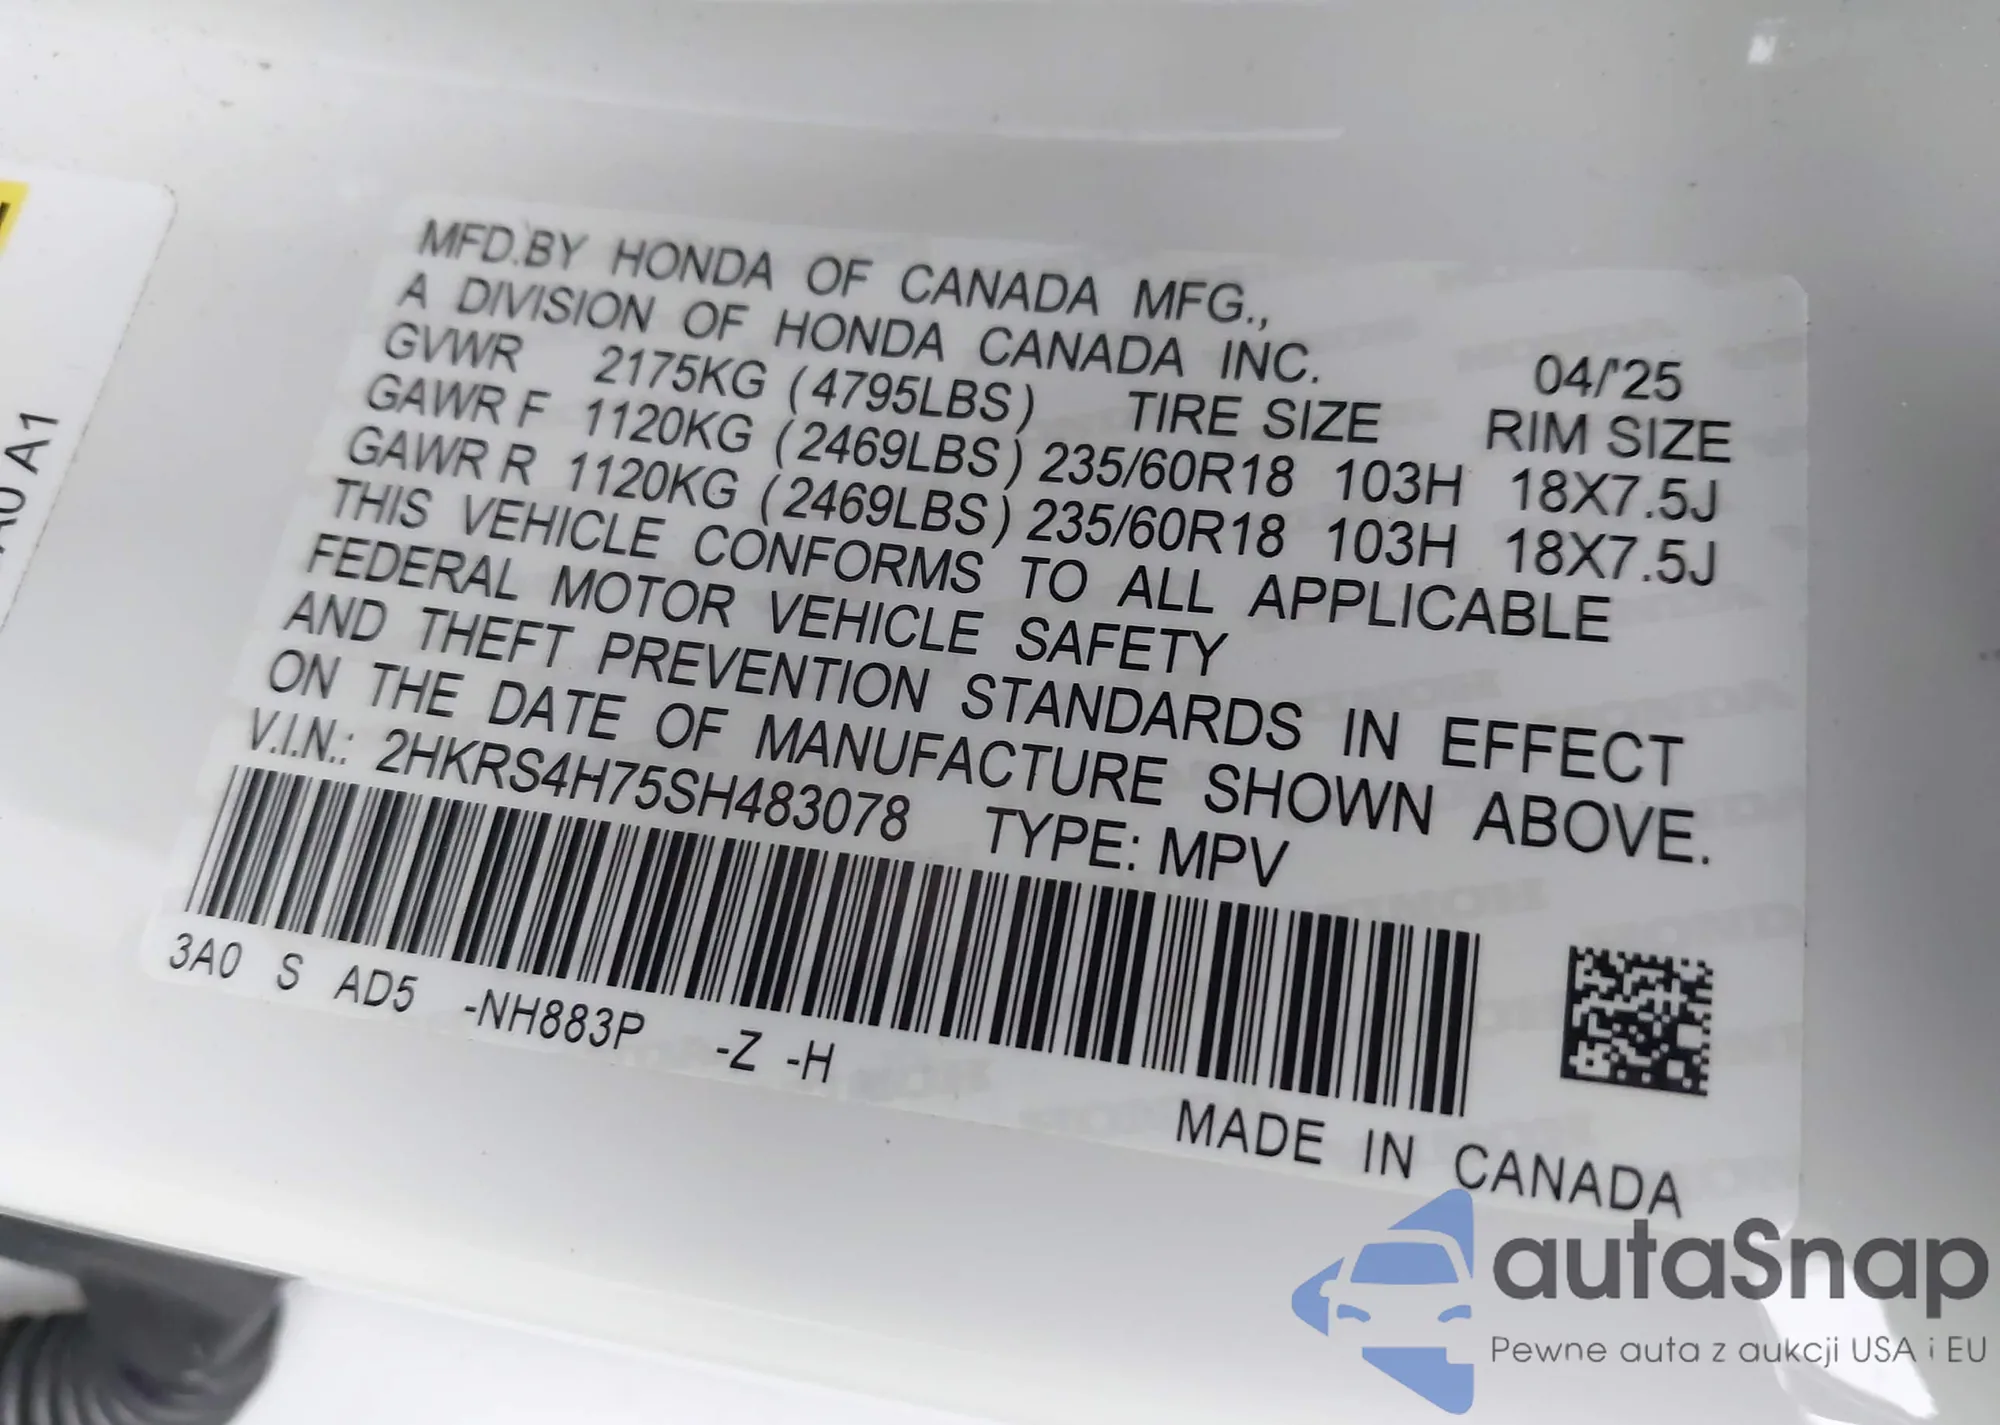 MFD.BY HONDA OF CANADA MFG.,
A DIVISION OF HONDA CANADA INC. 04/'25
GVWR 2175KG (4795LBS) TIRE SIZE RIM SIZE
GAWR F 1120KG (2469LBS) 235/60R18 103H 18X7.5J
GAWR R 1120KG (2469LBS) 235/60R18 103H 18X7.5J
THIS VEHICLE CONFORMS TO ALL APPLICABLE
FEDERAL MOTOR VEHICLE SAFETY
AND THEFT PREVENTION STANDARDS IN EFFECT
ON THE DATE OF MANUFACTURE SHOWN ABOVE.
V.I.N.: 2HKRS4H75SH483078 TYPE: MPV
3A0 S AD5 -NH883P -Z -H
MADE IN CANADA
A1
autaSnap
Pewne auta z aukcji USA i EU